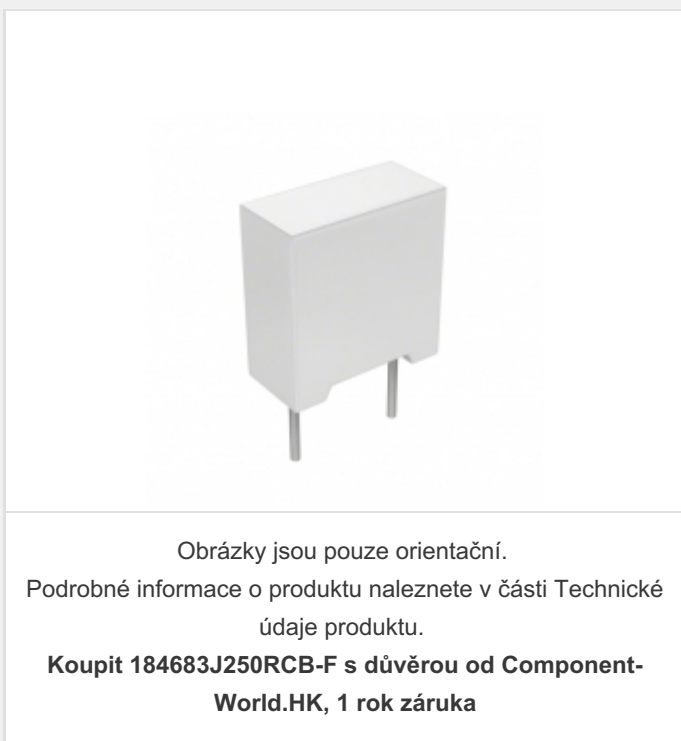 Obrázky jsou pouze orientační.
Podrobné informace o produktu naleznete v části Technické
údaje produktu.
Koupit 184683J250RCB-F s důvěrou od Component-
World.HK, 1 rok záruka